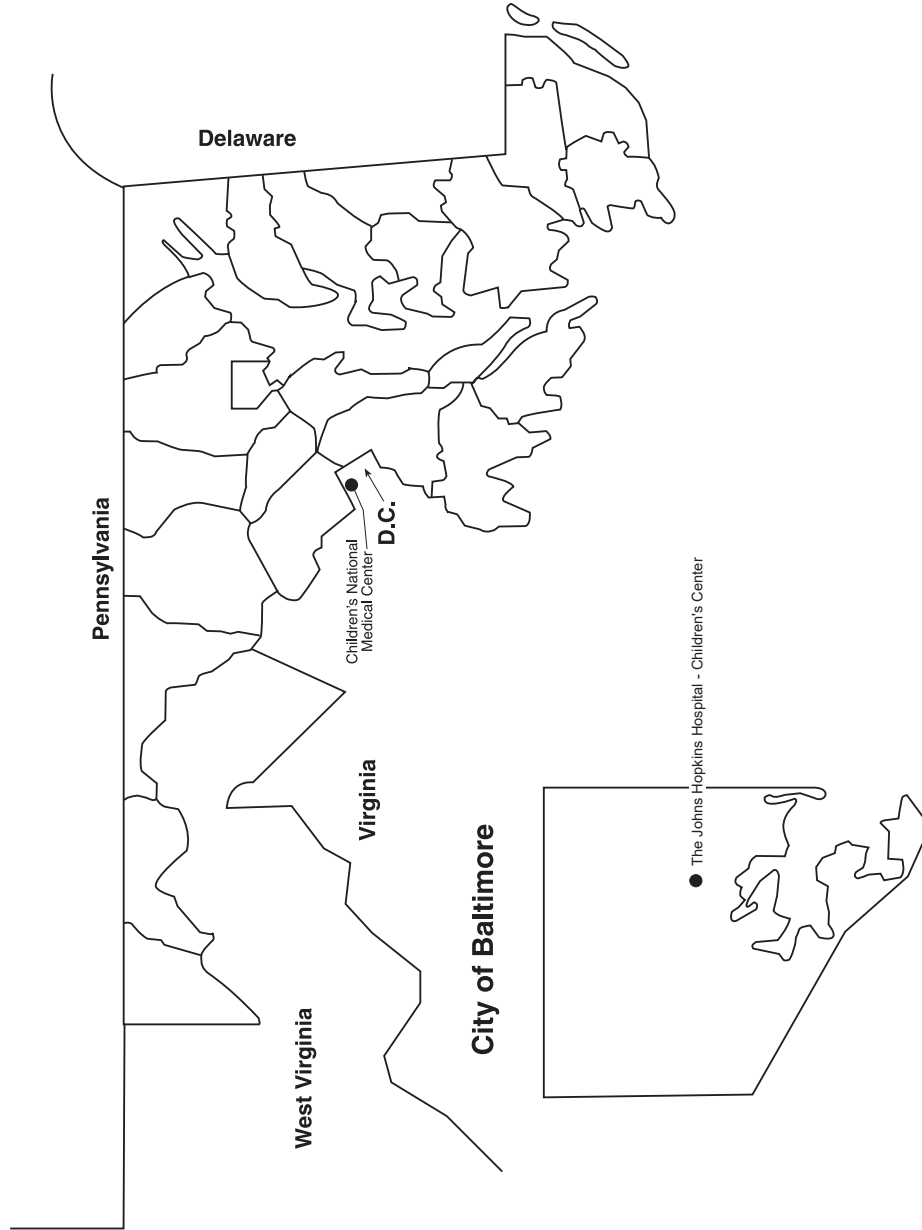 Pennsylvania
Delaware
Children's National
Medical Center
D.C.
West Virginia
Virginia
City of Baltimore
The Johns Hopkins Hospital - Children's Center